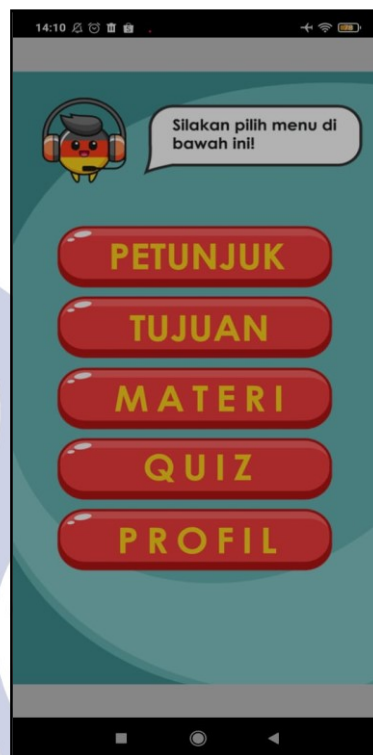 14:10
Silakan pilih menu di
bawah ini!
PETUNJUK
TUJUAN
MATERI
QUIZ
PROFIL